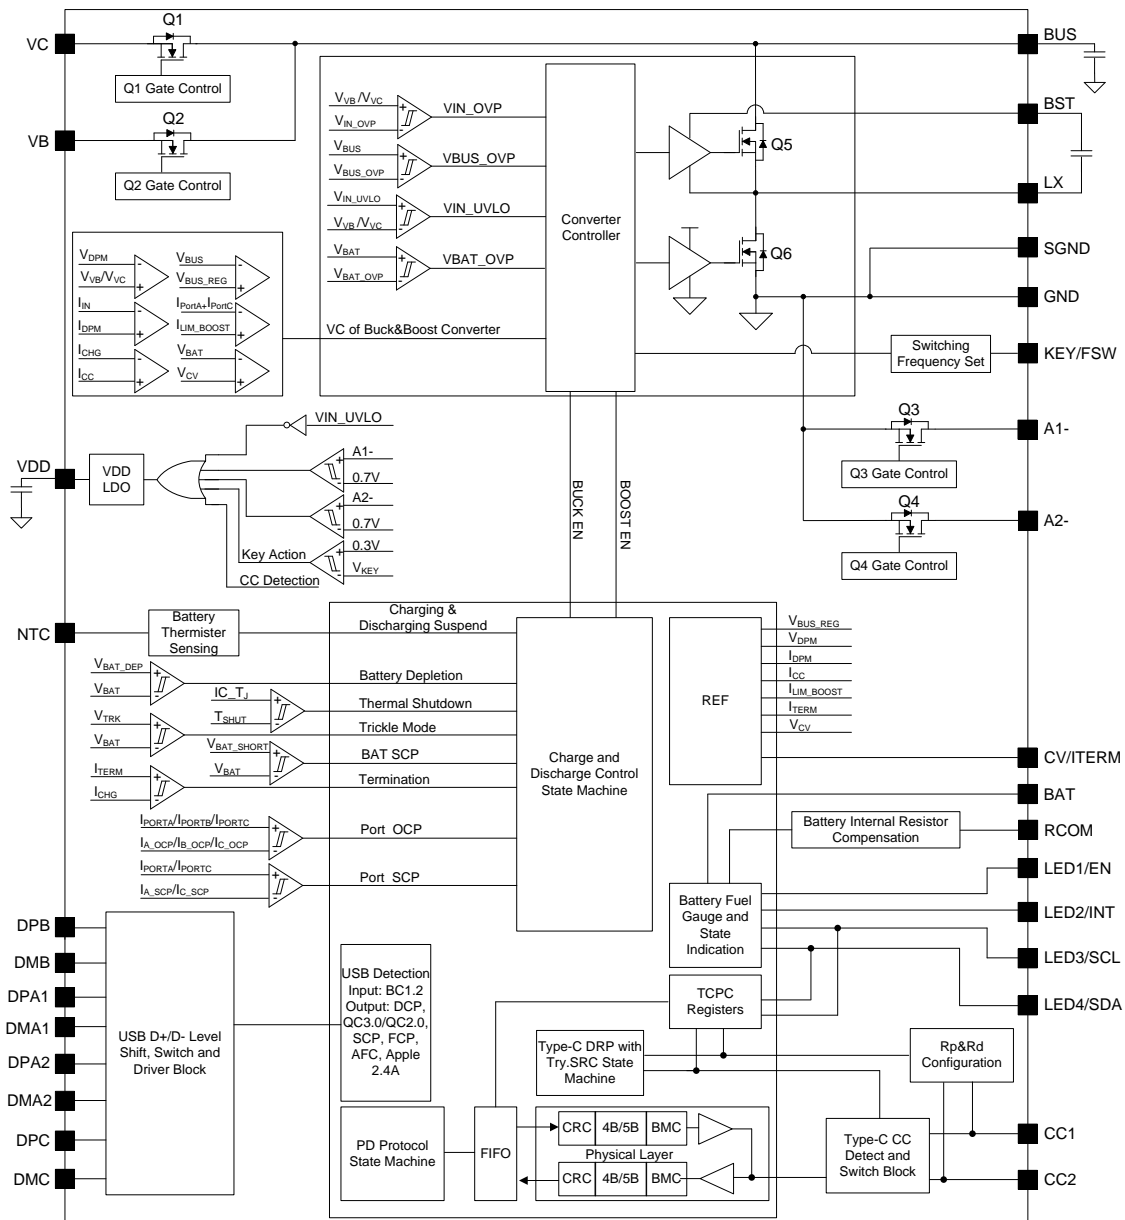 Q1
VC
BUS
Q1 Gate Control
Q2
VB
Q2 Gate Control
VVB/VVC
+
VIN_OVP
-
VIN_OVP
VBUS
+
VBUS_OVP
-
VBUS_OVP
VIN_UVLO
+
VVB/VVC
-
VIN_UVLO
VBAT
+
VBAT_OVP
-
VBAT_OVP
Converter
Controller
Q5
Q6
BST
LX
SGND
GND
KEY/FSW
Switching
Frequency Set
VDPM
-
VVB/VVC
+
VBUS
-
VBUS_REG
+
IIN
-
IDPM
+
IPortA+IPortC
-
ILIM_BOOST
+
ICHG
-
ICC
+
VBAT
-
VCV
+
VC of Buck&Boost Converter
Q3
A1-
Q3 Gate Control
Q4
A2-
Q4 Gate Control
VIN_UVLO
VDD
VDD
LDO
A1-
+
0.7V
-
A2-
+
0.7V
-
Key Action
0.3V
+
VKEY
-
CC Detection
BUCK EN
BOOST EN
NTC
Battery
Thermister
Sensing
Charging &
Discharging Suspend
VBAT_DEP
+
VBAT
-
Battery Depletion
IC_TJ
+
TSHUT
-
Thermal Shutdown
VTRK
+
VBAT
-
Trickle Mode
VBAT_SHORT
+
VBAT
-
BAT SCP
ITERM
+
ICHG
-
Termination
IPORTA/IPORTB/IPORTC
+
IA_OCP/IB_OCP/IC_OCP
-
Port OCP
IPORTA/IPORTC
+
IA_SCP/IC_SCP
-
Port SCP
Charge and
Discharge Control
State Machine
REF
VBUS_REG
VDPM
IDPM
ICC
ILIM_BOOST
ITERM
VCV
CV/ITERM
BAT
RCOM
Battery Internal Resistor
Compensation
LED1/EN
LED2/INT
LED3/SCL
LED4/SDA
Battery Fuel
Gauge and
State
Indication
DPB
DMB
DPA1
DMA1
DPA2
DMA2
DPC
DMC
USB D+/D- Level
Shift, Switch and
Driver Block
USB Detection
Input: BC1.2
Output: DCP,
QC3.0/QC2.0,
SCP, FCP,
AFC, Apple
2.4A
TCPC
Registers
Type-C DRP with
Try.SRC State
Machine
Rp&Rd
Configuration
PD Protocol
State Machine
FIFO
CRC
4B/5B
BMC
Physical Layer
CRC
4B/5B
BMC
Type-C CC
Detect and
Switch Block
CC1
CC2